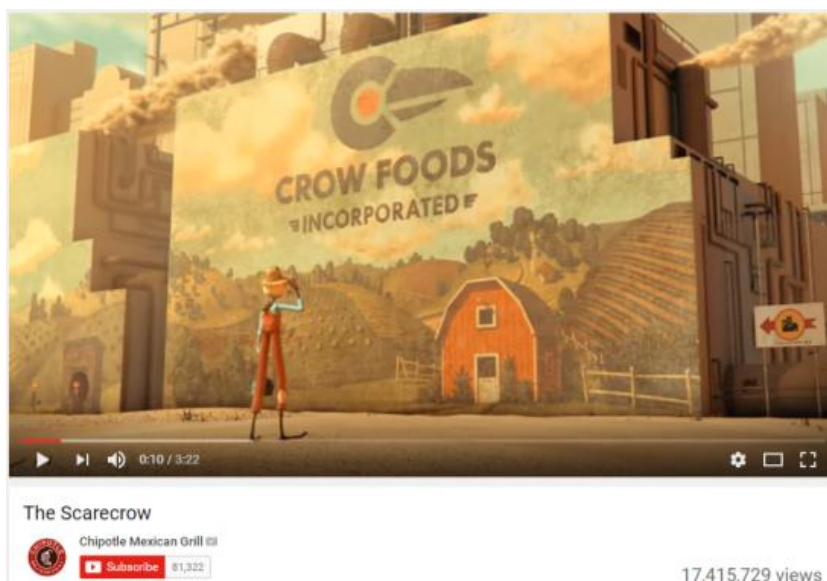 CROW FOODS
INCORPORATED
0:10 / 3:22
The Scarecrow
Chipotle Mexican Grill
Subscribe 81,322
17,415,729 views